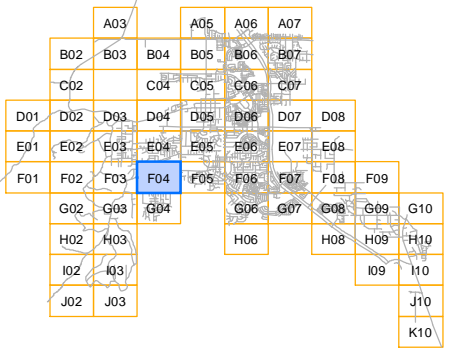 A03 A05 A06 A07
B02 B03 B04 B05 B06 B07
C02 C04 C05 C06 C07
D01 D02 D03 D04 D05 D06 D07 D08
E01 E02 E03 E04 E05 E06 E07 E08
F01 F02 F03 F04 F05 F06 F07 F08 F09
G02 G03 G04 G06 G07 G08 G09 G10
H02 H03 H06 H08 H09 H10
I02 I03 I09 I10
J02 J03 J10
K10